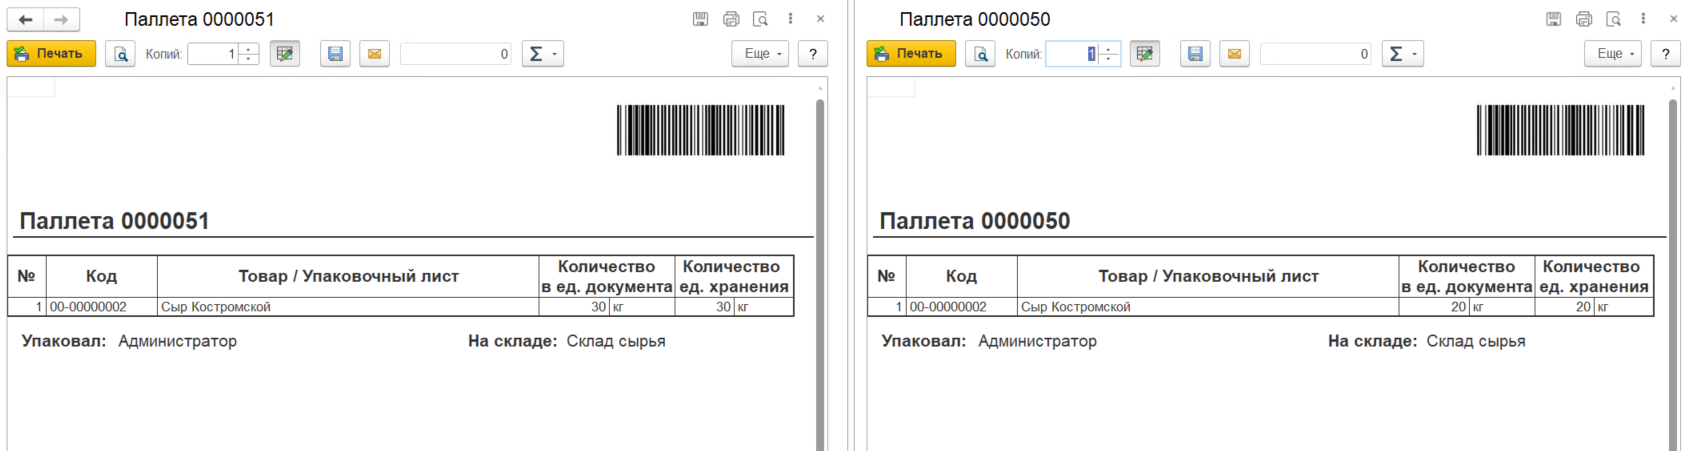 Паллета 0000051
Печать Копий: 1 0 Σ Еще ?
Паллета 0000051
№ Код Товар / Упаковочный лист Количество в ед. документа Количество ед. хранения
1 00-00000002 Сыр Костромской 30 кг 30 кг
Упаковал: Администратор На складе: Склад сырья
Паллета 0000050
Печать Копий: 1 0 Σ Еще ?
Паллета 0000050
№ Код Товар / Упаковочный лист Количество в ед. документа Количество ед. хранения
1 00-00000002 Сыр Костромской 20 кг 20 кг
Упаковал: Администратор На складе: Склад сырья